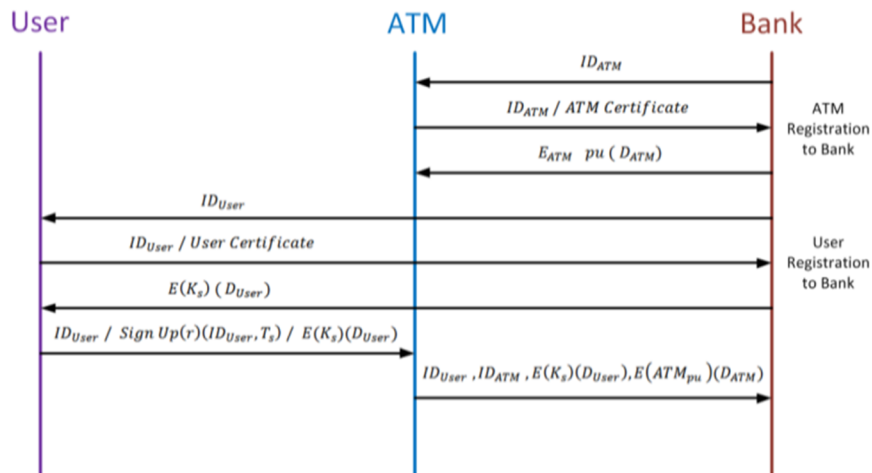 User ATM Bank
ID_ATM
ID_ATM / ATM Certificate
E_ATM pu ( D_ATM )
ATM
Registration
to Bank
ID_User
ID_User / User Certificate
E(K_s) ( D_User )
User
Registration
to Bank
ID_User / Sign Up(r)(ID_User, T_s) / E(K_s)(D_User)
ID_User ,ID_ATM ,E(K_s)(D_User),E(ATM_pu )(D_ATM)